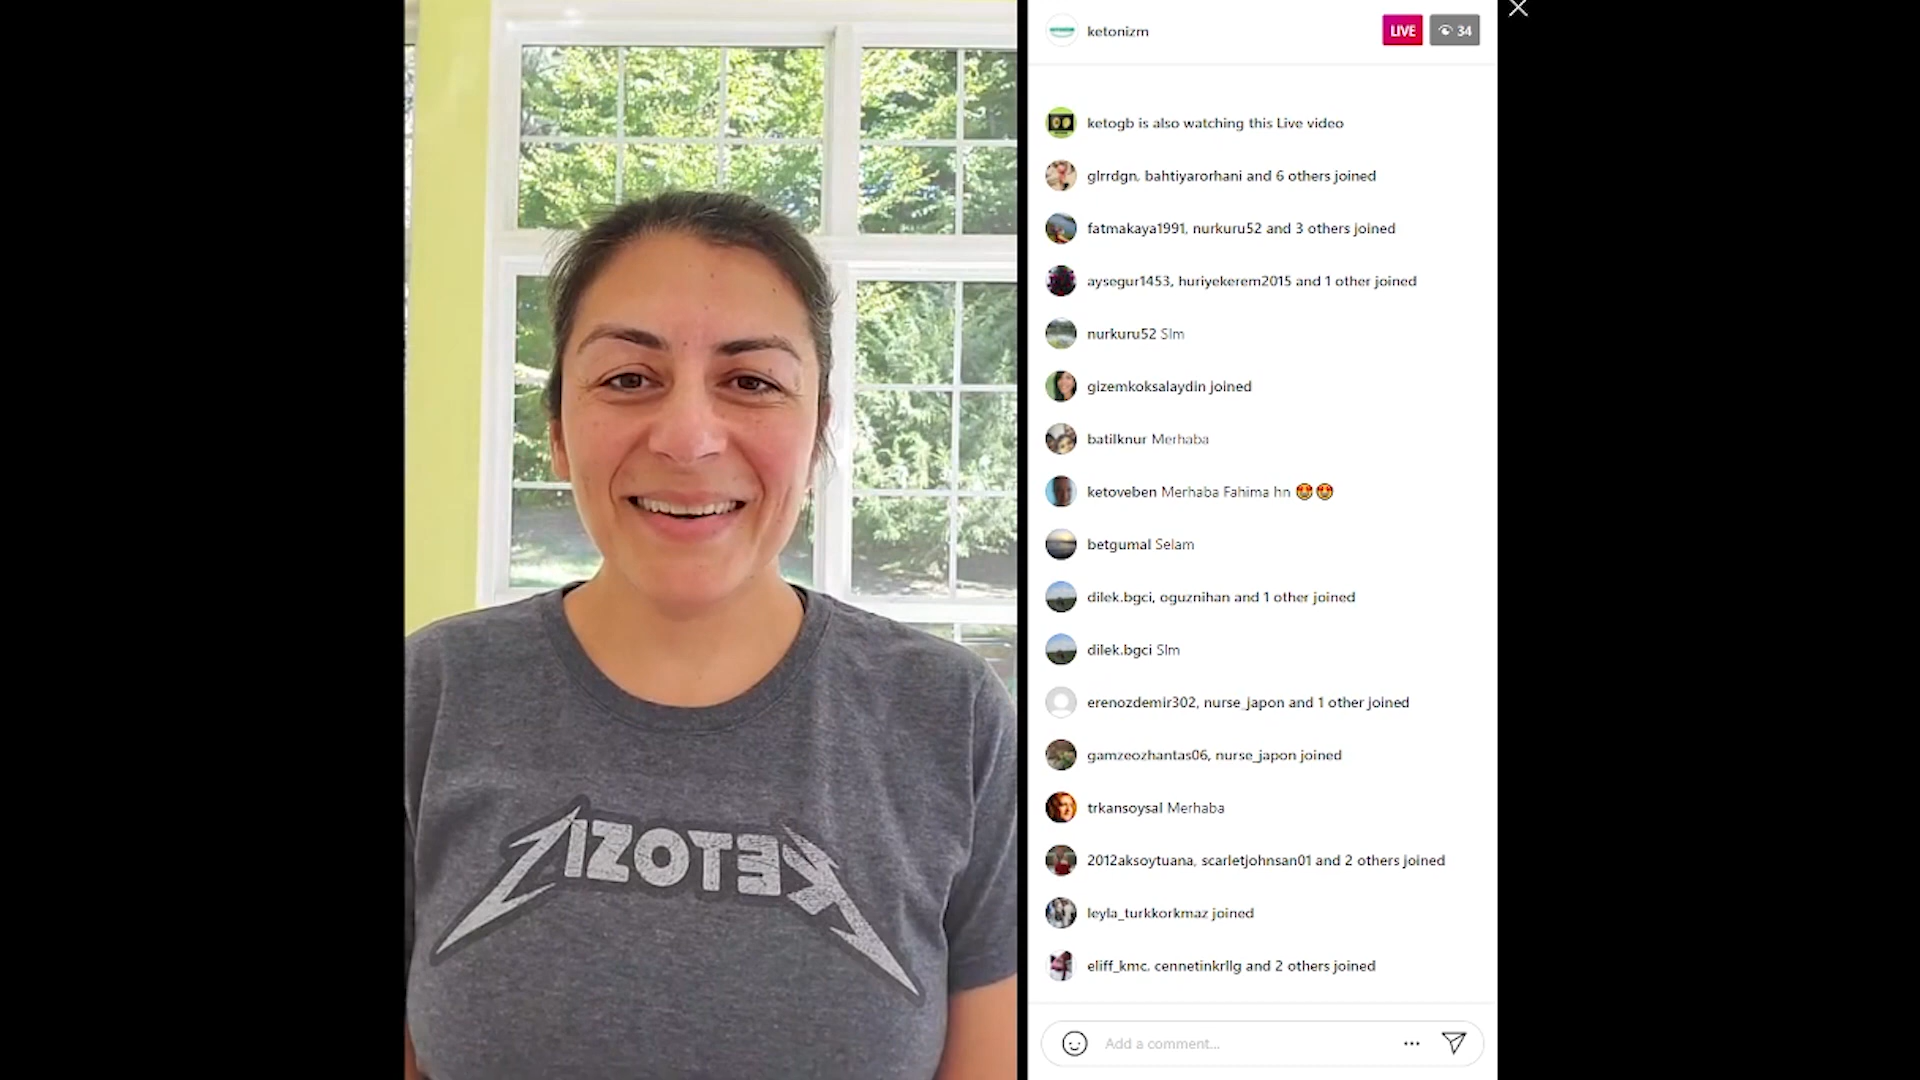 ketonizm
LIVE
34
ketogb is also watching this Live video
glrrdgn, bahtiyarorhani and 6 others joined
fatmakaya1991, nurkuru52 and 3 others joined
aysegur1453, huriyekerem2015 and 1 other joined
nurkuru52 Slm
gizemkoksalaydin joined
batilknur Merhaba
ketoveben Merhaba Fahima hn 😍😍
betgumal Selam
dilek.bgci, oguznihan and 1 other joined
dilek.bgci Slm
erenozdemir302, nurse_japon and 1 other joined
gamzeozhantas06, nurse_japon joined
trkansoysal Merhaba
2012aksoytuana, scarletjohnsan01 and 2 others joined
leyla_turkkorkmaz joined
eliff_kmc, cennetinkrllg and 2 others joined
Add a comment...
KETOZIZ